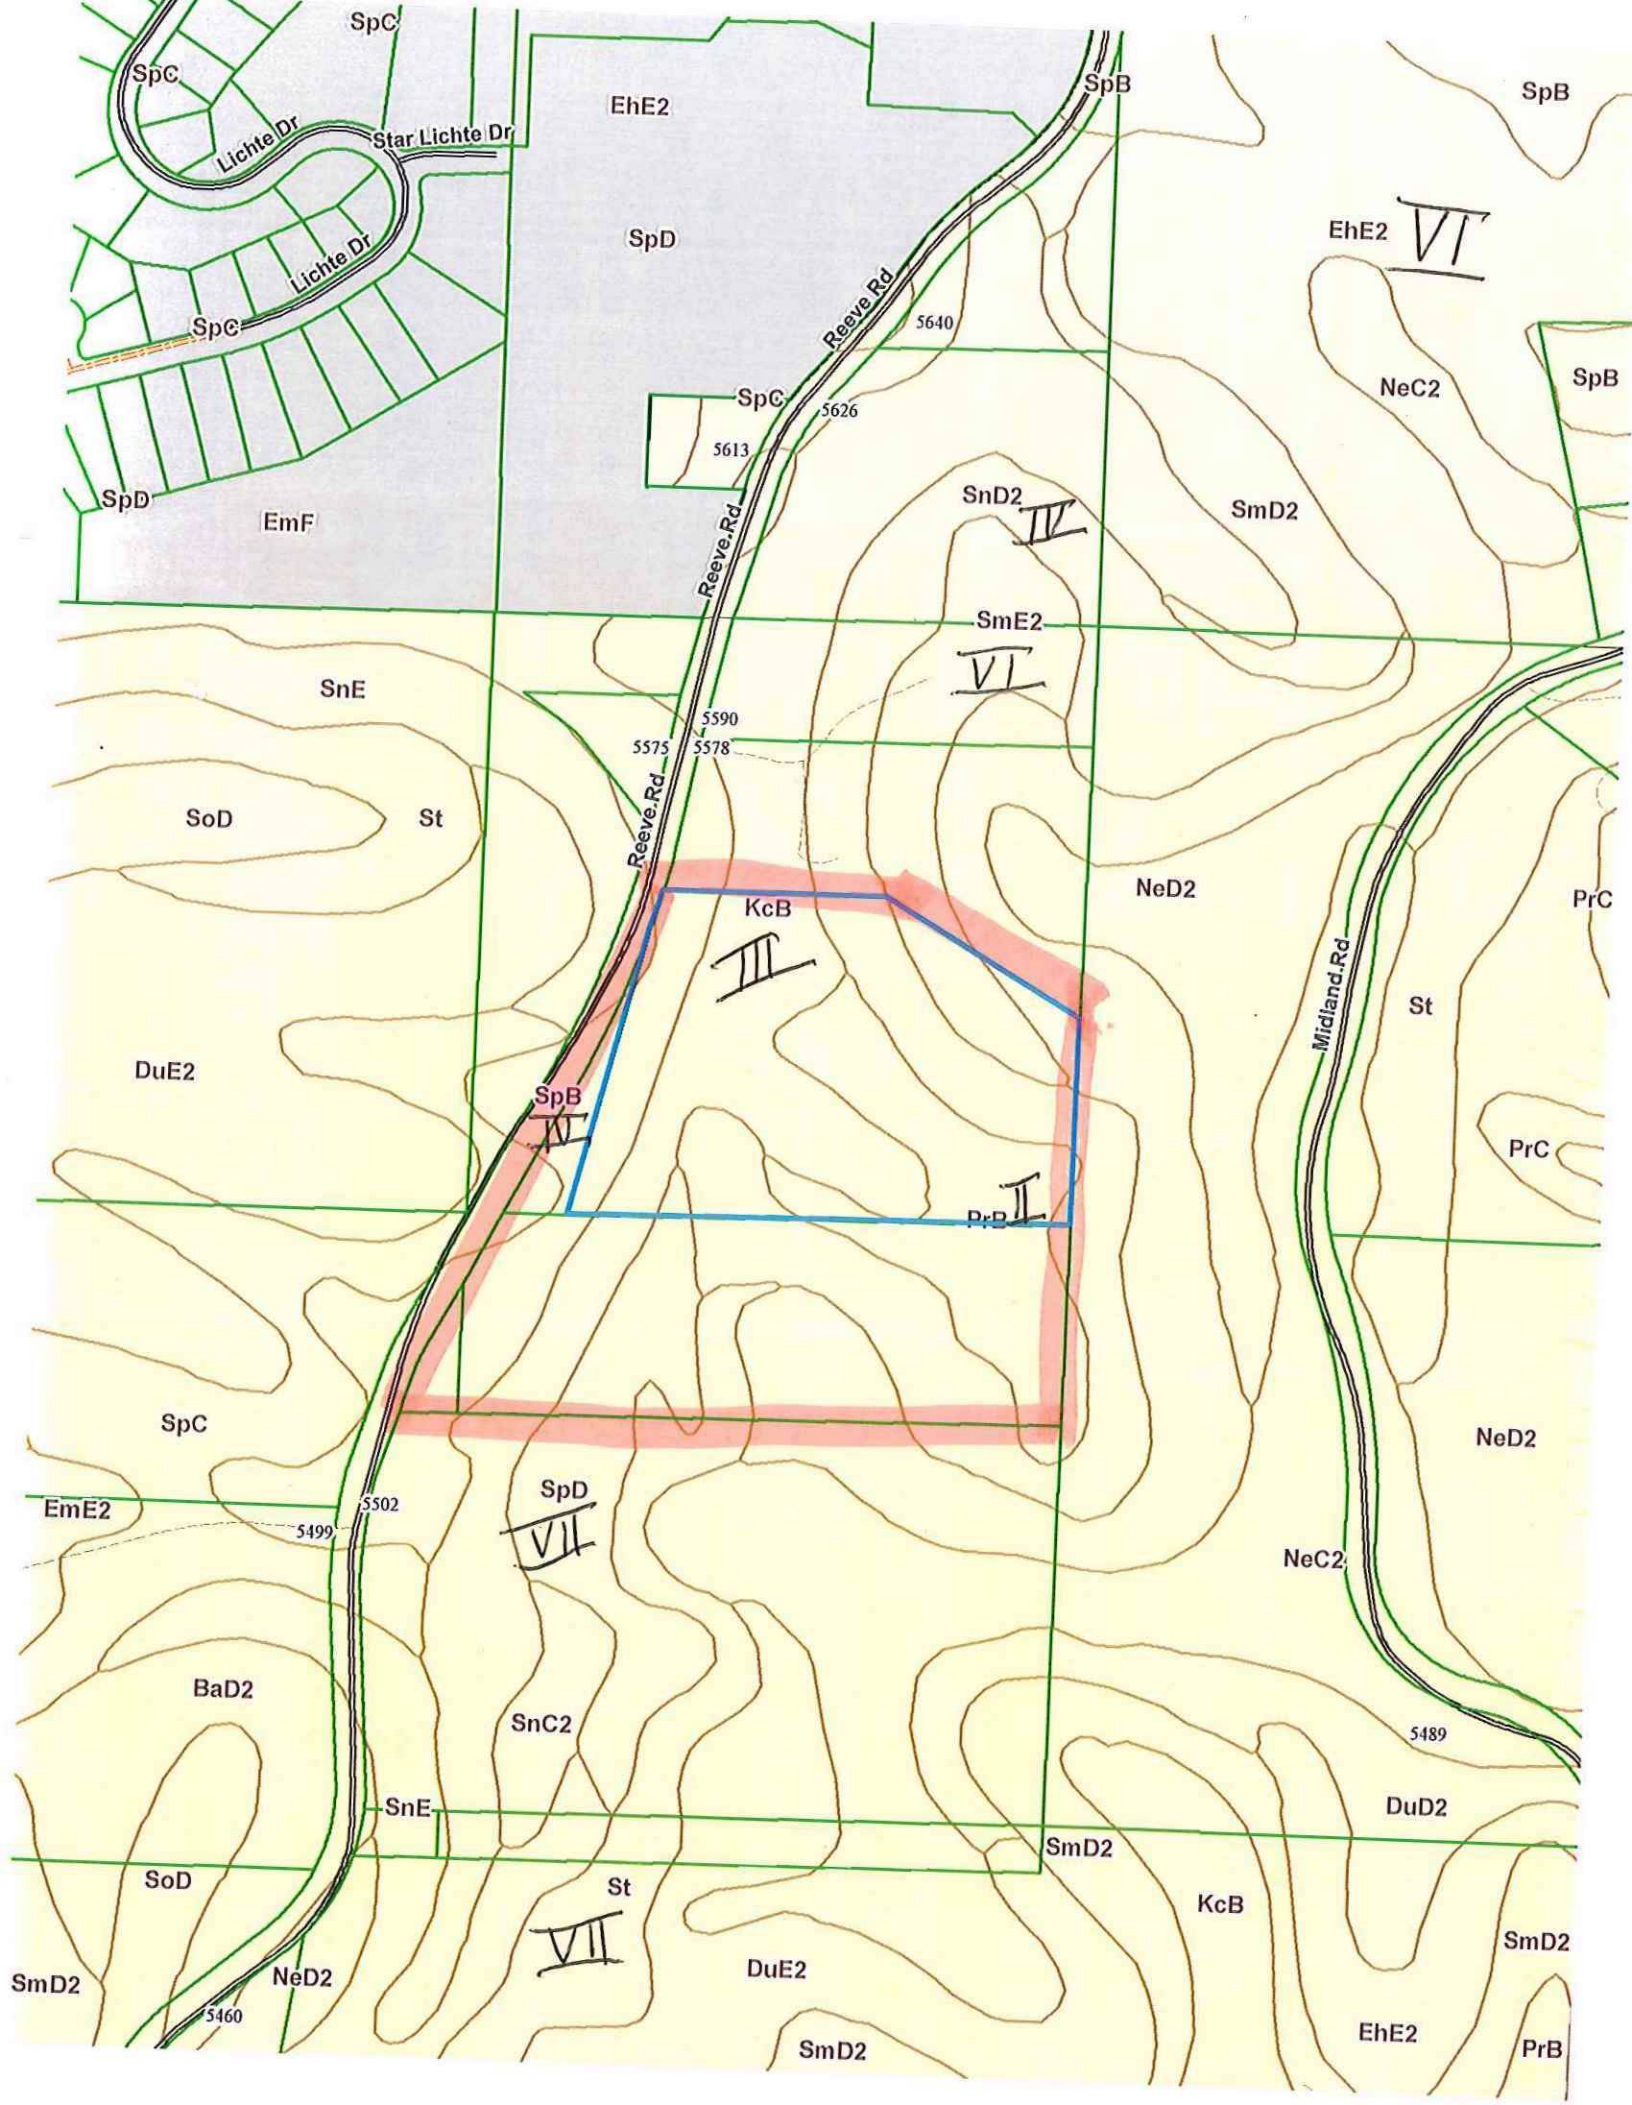 SpC
SpC
SpB
SpB
EhE2
Lichte Dr
Star Lichte Dr
EhE2
VI
SpD
Lichte Dr
Reeve Rd
SpC
5640
SpB
NeC2
SpC
5626
5613
SpD
EmF
SnD2
IV
SmD2
Reeve Rd
SmE2
VI
SnE
5590
5575
5578
SoD
St
Reeve Rd
NeD2
PrC
KcB
III
Midland Rd
St
DuE2
SpB
IV
PrC
II
PrB
SpC
NeD2
SpD
VII
EmE2
5502
5499
NeC2
BaD2
SnC2
5489
SnE
DuD2
SmD2
SoD
St
VII
KcB
SmD2
SmD2
NeD2
DuE2
5460
EhE2
SmD2
PrB